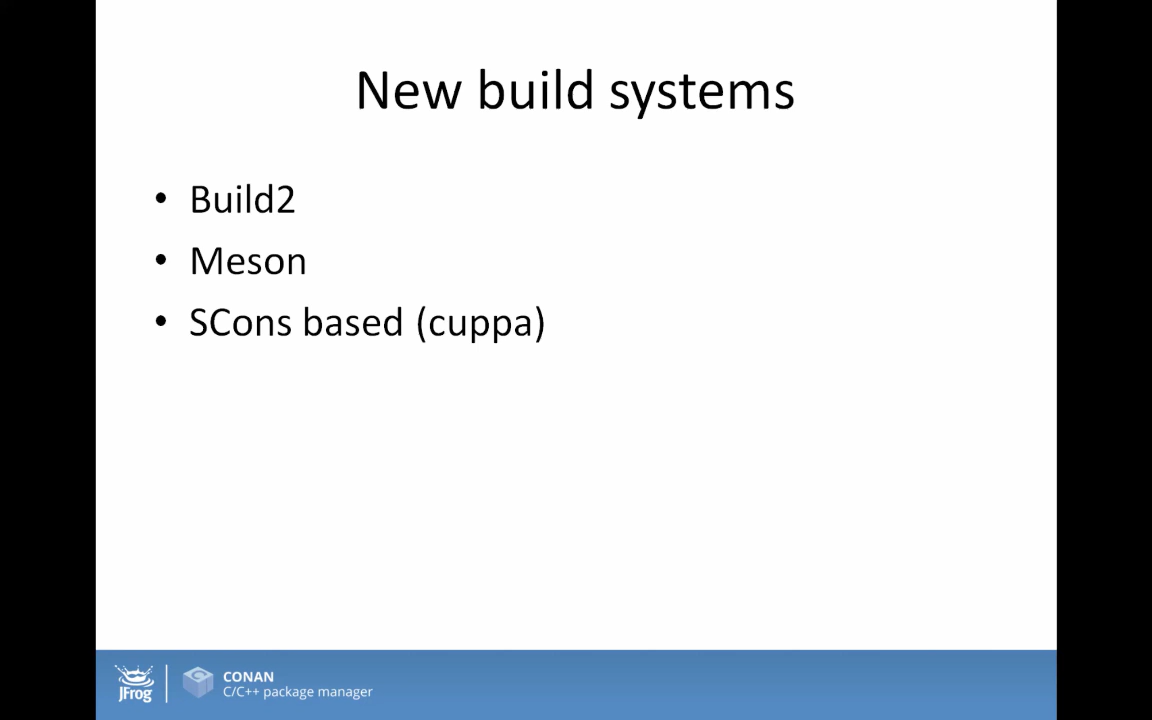 New build systems
• Build2
• Meson
• SCons based (cuppa)
JFrog
CONAN
C/C++ package manager